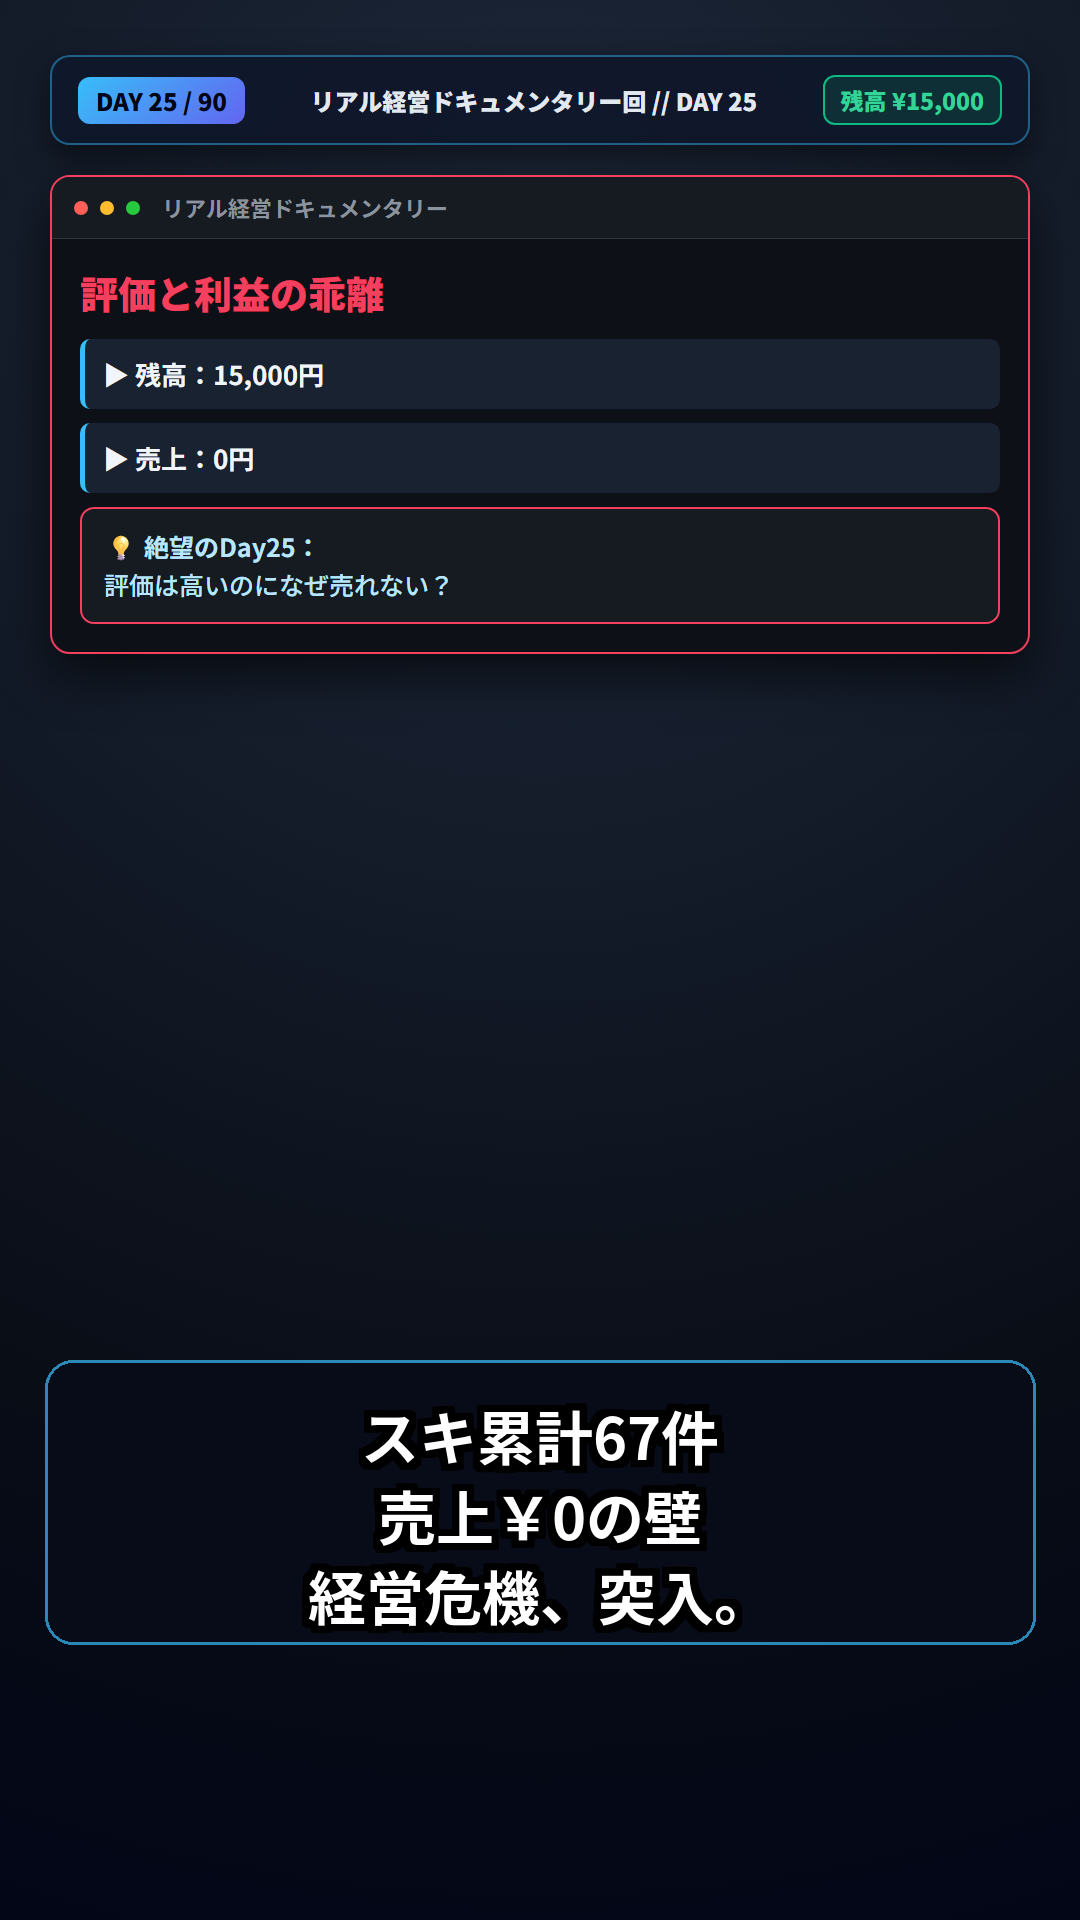 DAY 25 / 90
リアル経営ドキュメンタリー回 // DAY 25
残高 ¥15,000
リアル経営ドキュメンタリー
評価と利益の乖離
▶ 残高：15,000円
▶ 売上：0円
💡 絶望のDay25：
評価は高いのになぜ売れない？
スキ累計67件
売上￥0の壁
経営危機、突入。